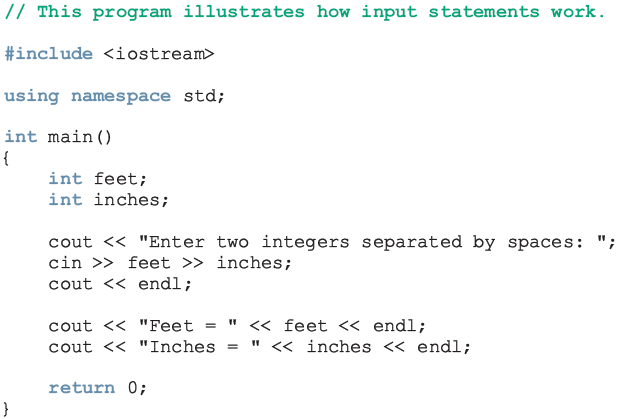 // This program illustrates how input statements work.
#include <iostream>
using namespace std;
int main()
{
int feet;
int inches;
cout << "Enter two integers separated by spaces: ";
cin >> feet >> inches;
cout << endl;
cout << "Feet = " << feet << endl;
cout << "Inches = " << inches << endl;
return 0;
}